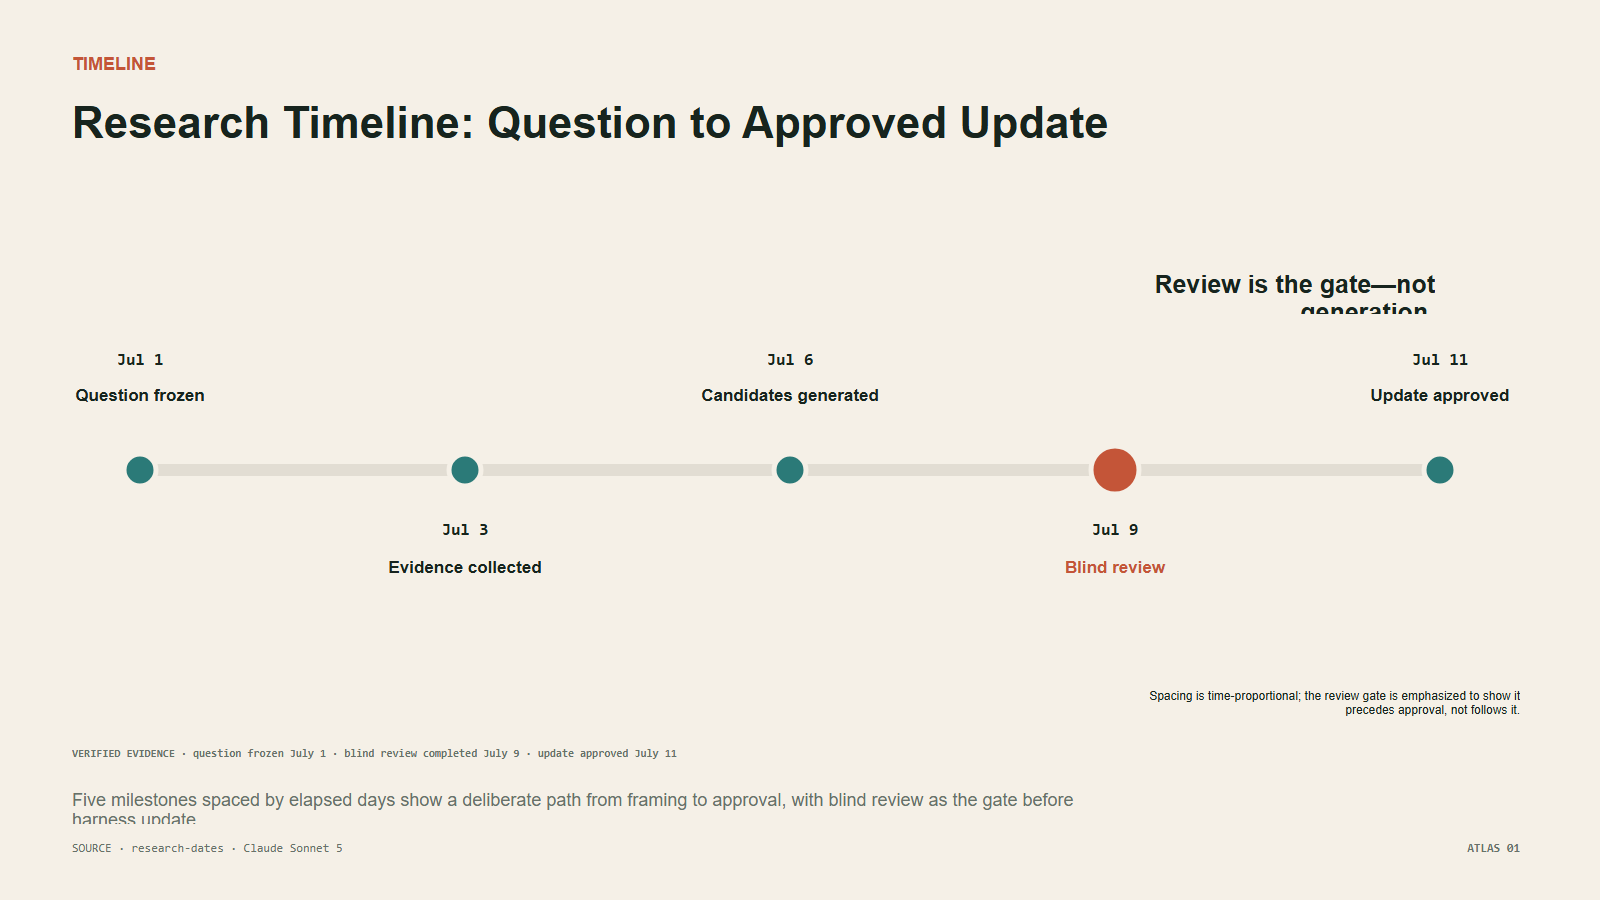 TIMELINE
Research Timeline: Question to Approved Update
Review is the gate—not
generation.
Jul 1
Question frozen
Jul 6
Candidates generated
Jul 11
Update approved
Jul 3
Evidence collected
Jul 9
Blind review
Spacing is time-proportional; the review gate is emphasized to show it
precedes approval, not follows it.
VERIFIED EVIDENCE · question frozen July 1 · blind review completed July 9 · update approved July 11
Five milestones spaced by elapsed days show a deliberate path from framing to approval, with blind review as the gate before
harness update.
SOURCE · research-dates · Claude Sonnet 5
ATLAS 01